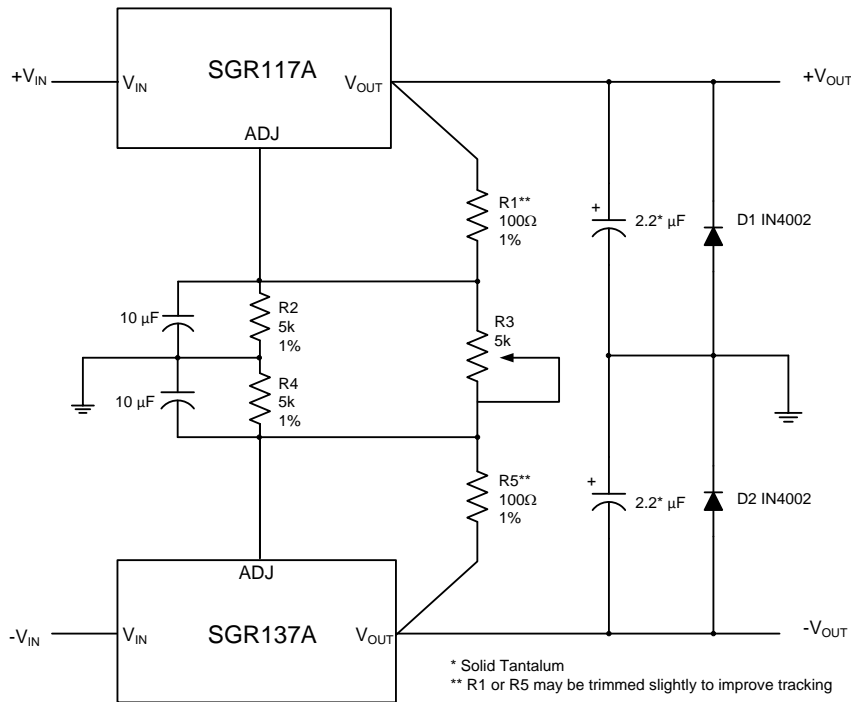 SGR117A
+VIN
VIN
VOUT
+VOUT
ADJ
R1**
100Ω
1%
+
2.2* µF
D1 IN4002
10 µF
R2
5k
1%
R3
5k
10 µF
R4
5k
1%
R5**
100Ω
1%
+
2.2* µF
D2 IN4002
ADJ
-VIN
VIN
SGR137A
VOUT
-VOUT
* Solid Tantalum
** R1 or R5 may be trimmed slightly to improve tracking